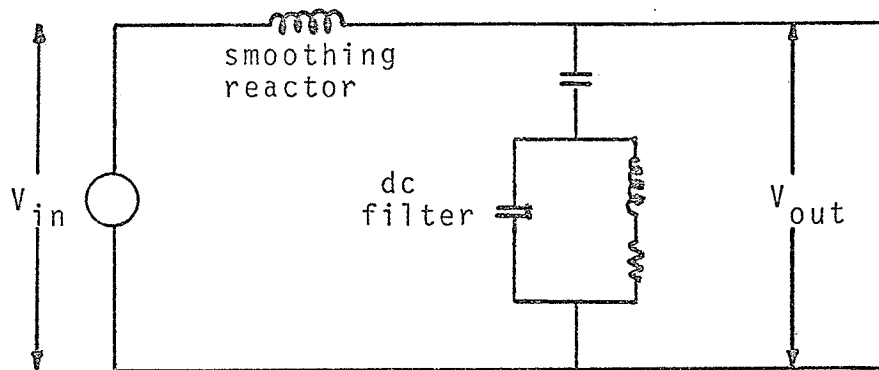 smoothing
reactor
V in
dc
filter
V out